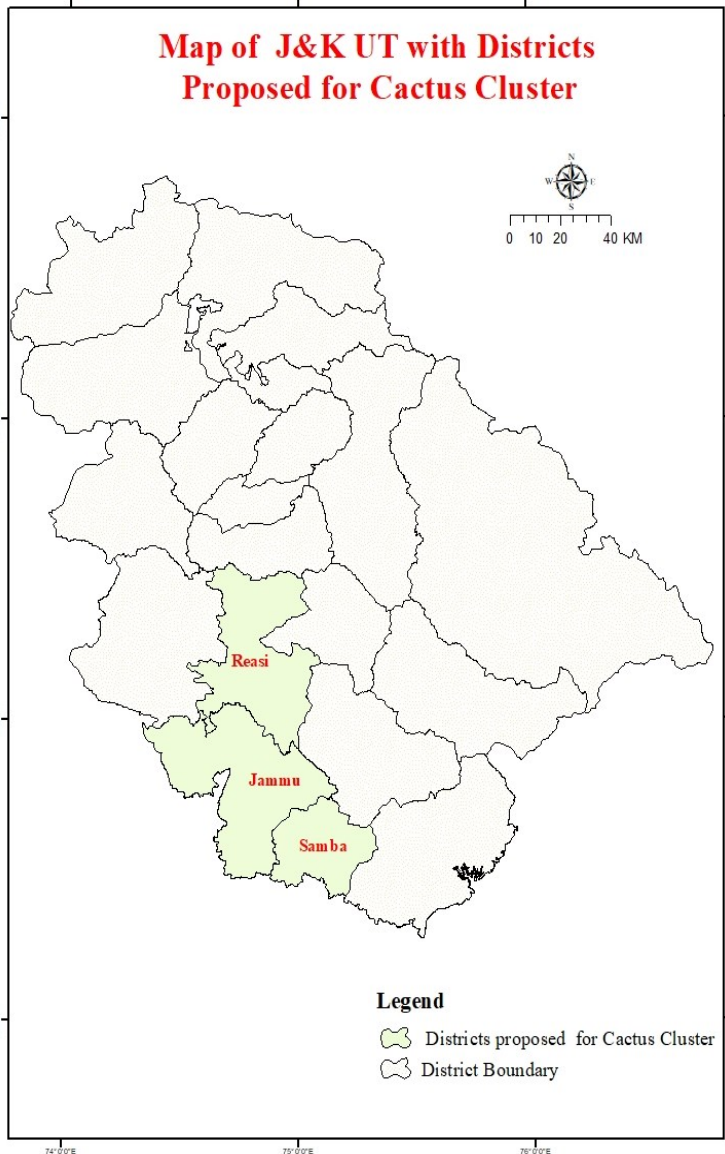 Map of J&K UT with Districts
Proposed for Cactus Cluster
N
W E
S
0 10 20 40 KM
Reasi
Jammu
Samba
Legend
Districts proposed for Cactus Cluster
District Boundary
74°0'0"E 75°0'0"E 76°0'0"E